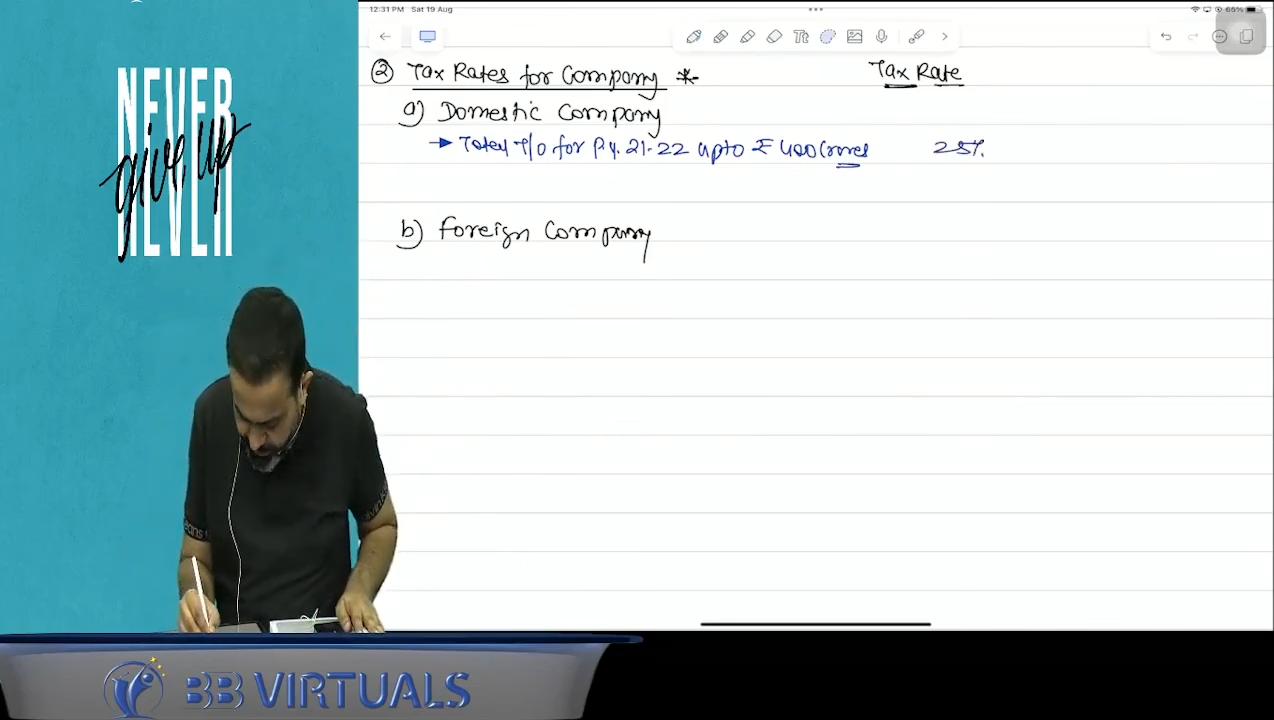 12:31 PM Sat 19 Aug
65%
NEVER
give up
NEVER
② Tax Rates for Company *
Tax Rate
a) Domestic Company
→ Total T/O for P.Y. 21-22 upto ₹ 400 Crores 25%
b) Foreign Company
BB VIRTUALS